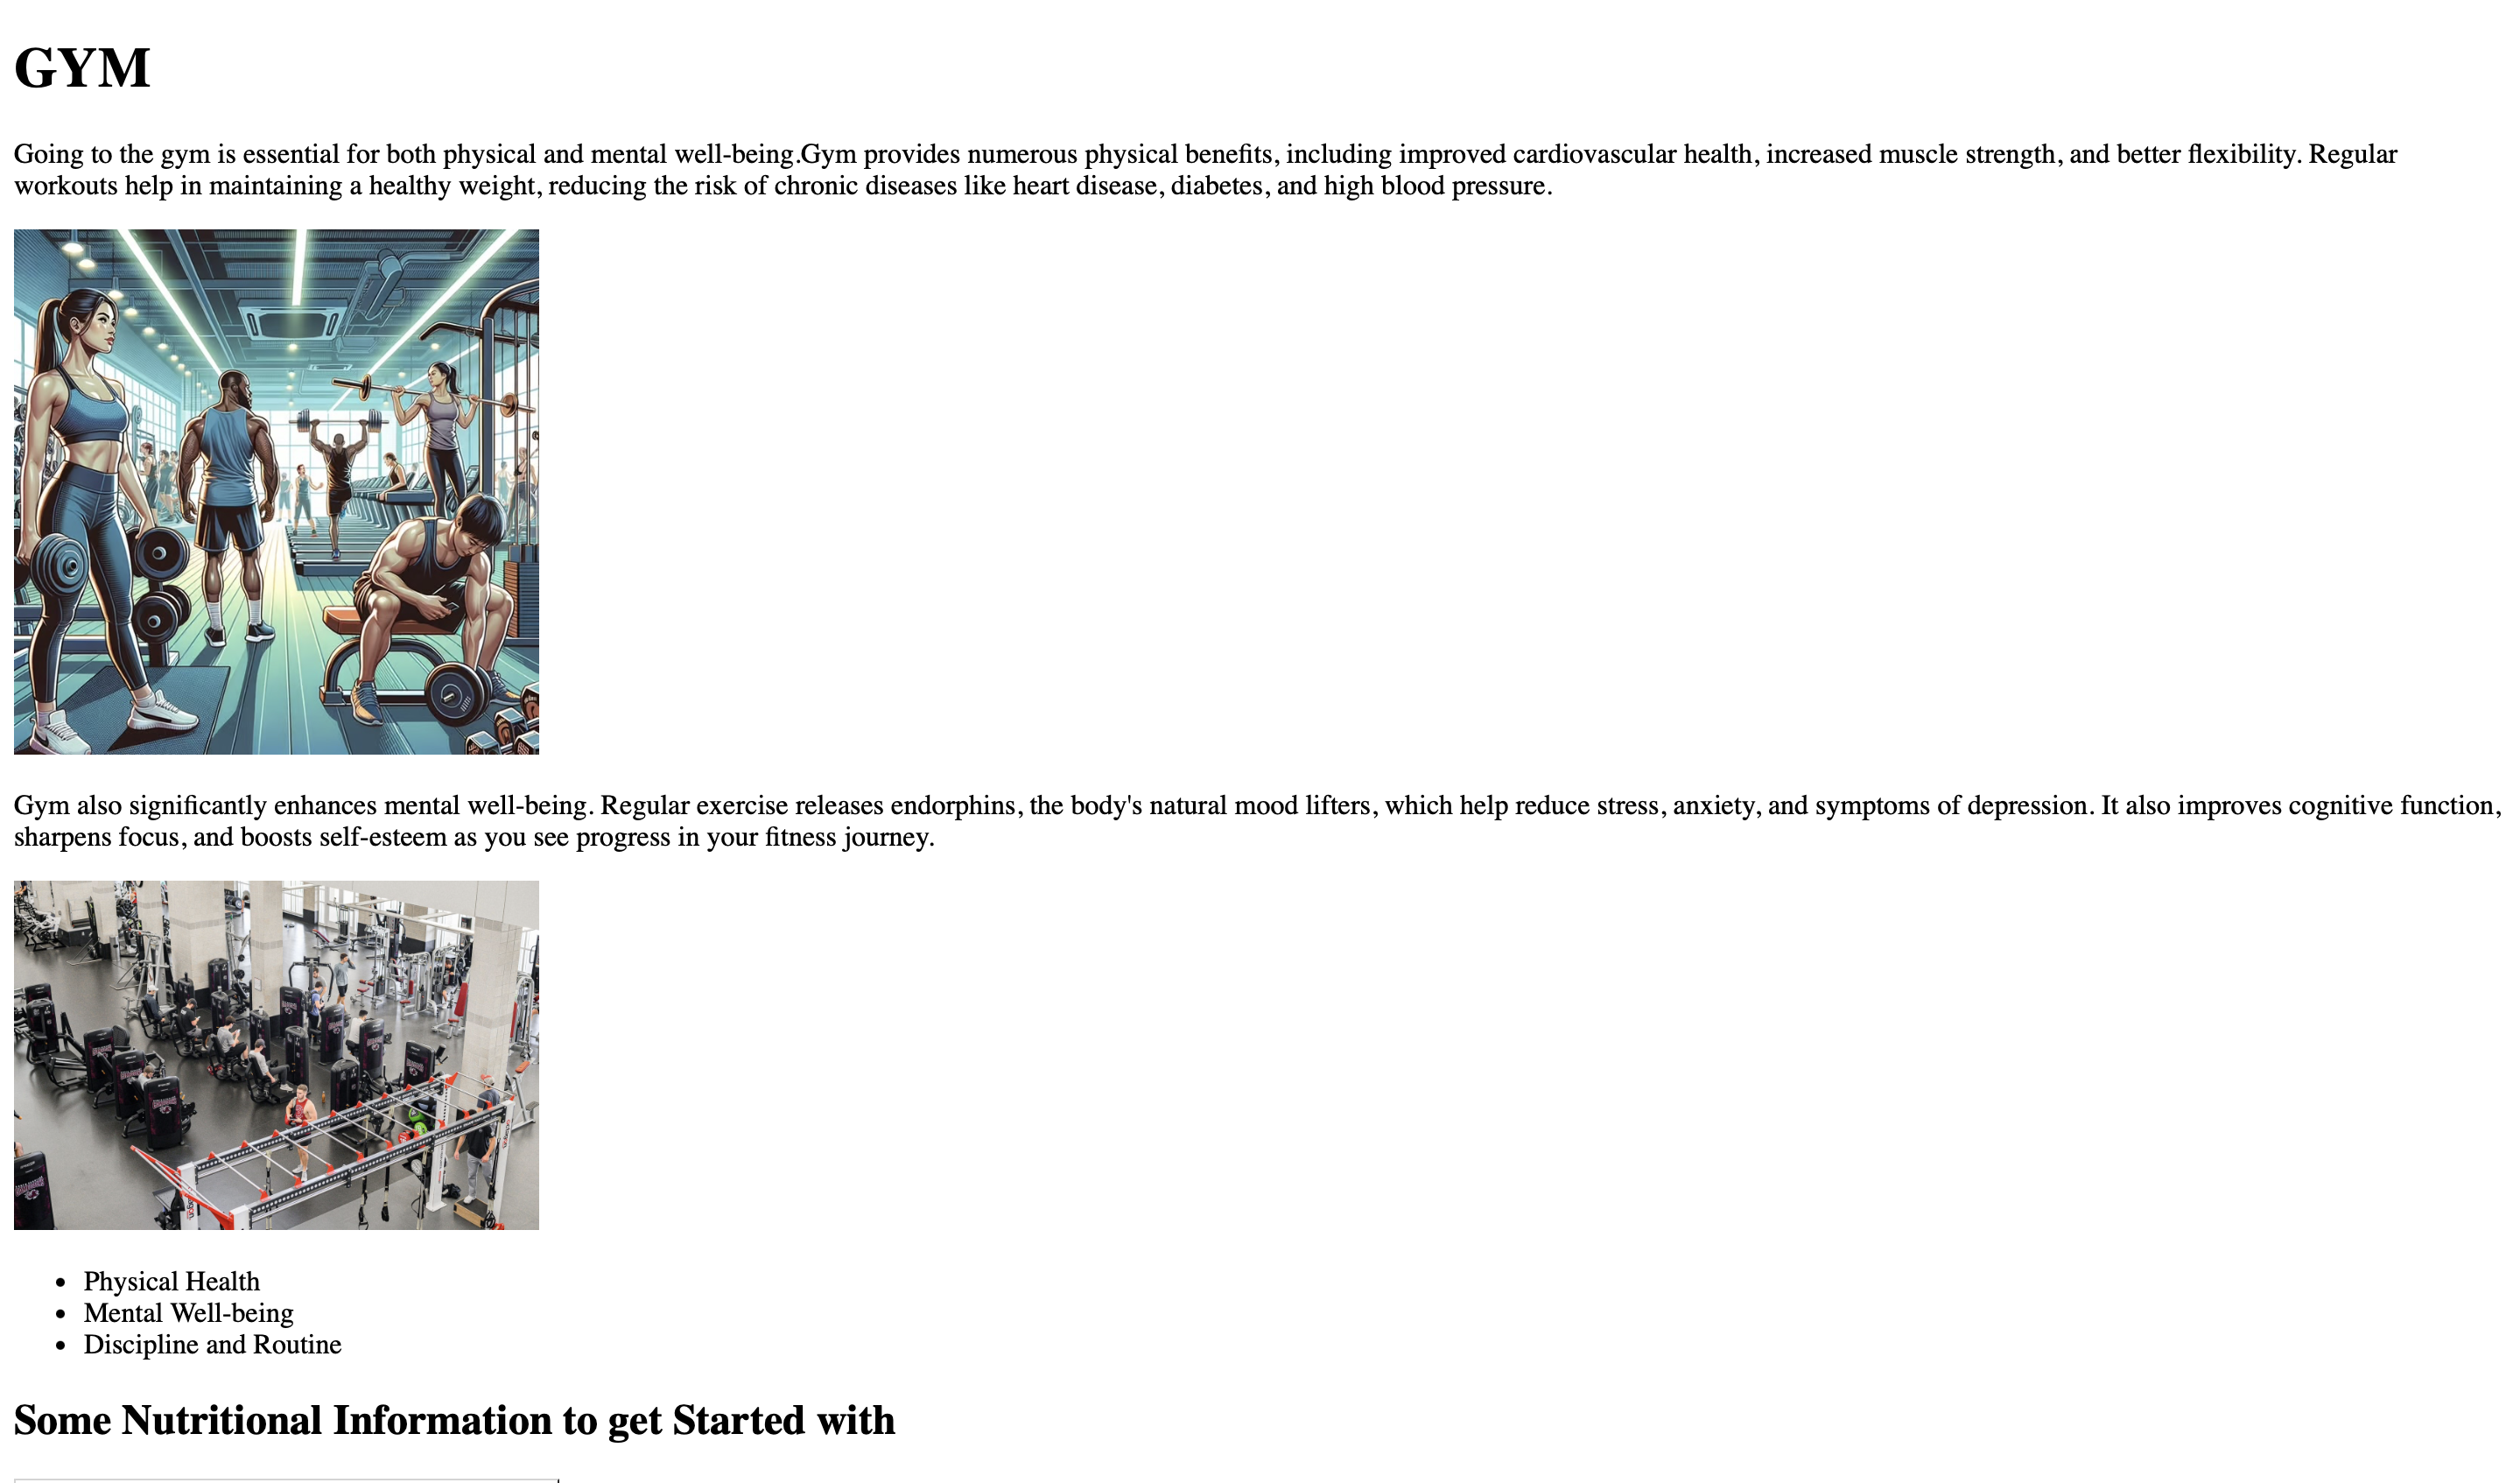 GYM
Going to the gym is essential for both physical and mental well-being.Gym provides numerous physical benefits, including improved cardiovascular health, increased muscle strength, and better flexibility. Regular
workouts help in maintaining a healthy weight, reducing the risk of chronic diseases like heart disease, diabetes, and high blood pressure.
Gym also significantly enhances mental well-being. Regular exercise releases endorphins, the body's natural mood lifters, which help reduce stress, anxiety, and symptoms of depression. It also improves cognitive function,
sharpens focus, and boosts self-esteem as you see progress in your fitness journey.
• Physical Health
• Mental Well-being
• Discipline and Routine
Some Nutritional Information to get Started with